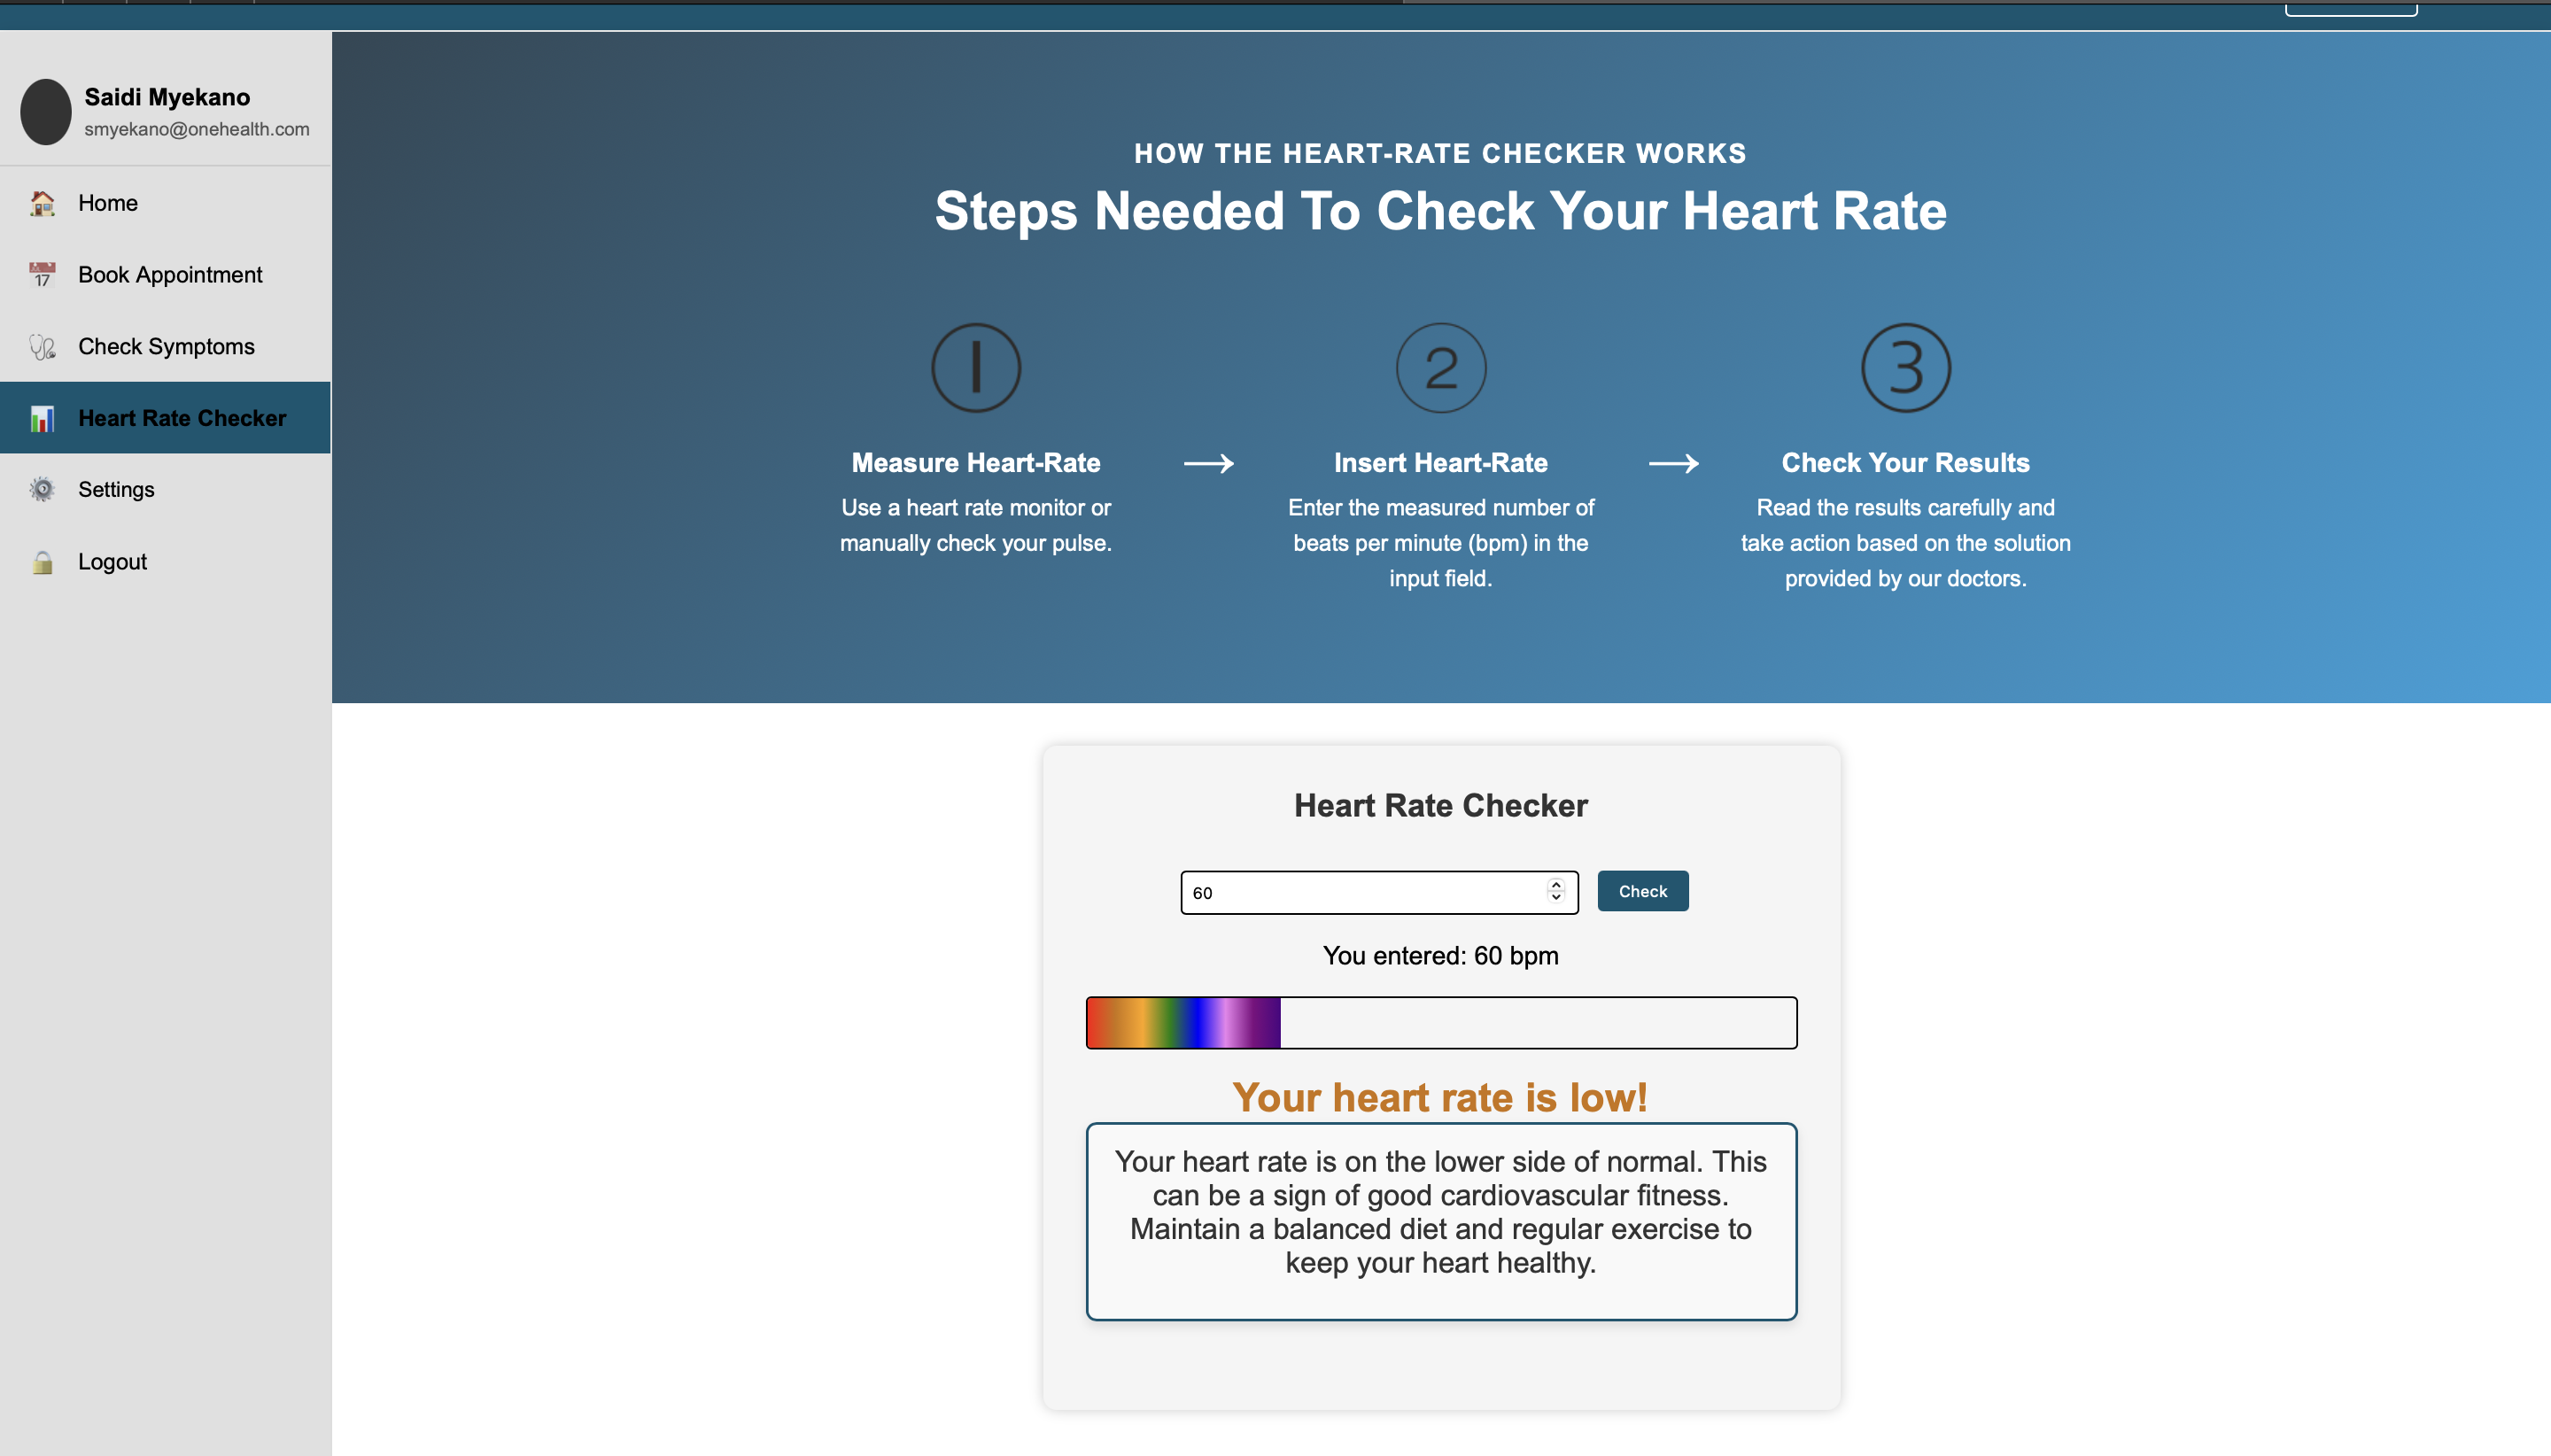 Saidi Myekano
smyekano@onehealth.com
17
Home
Book Appointment
Check Symptoms
Heart Rate Checker
Settings
Logout
HOW THE HEART-RATE CHECKER WORKS
Steps Needed To Check Your Heart Rate
1
Measure Heart-Rate
Use a heart rate monitor or
manually check your pulse.
2
Insert Heart-Rate
Enter the measured number of
beats per minute (bpm) in the
input field.
3
Check Your Results
Read the results carefully and
take action based on the solution
provided by our doctors.
Heart Rate Checker
60
Check
You entered: 60 bpm
Your heart rate is low!
Your heart rate is on the lower side of normal. This
can be a sign of good cardiovascular fitness.
Maintain a balanced diet and regular exercise to
keep your heart healthy.